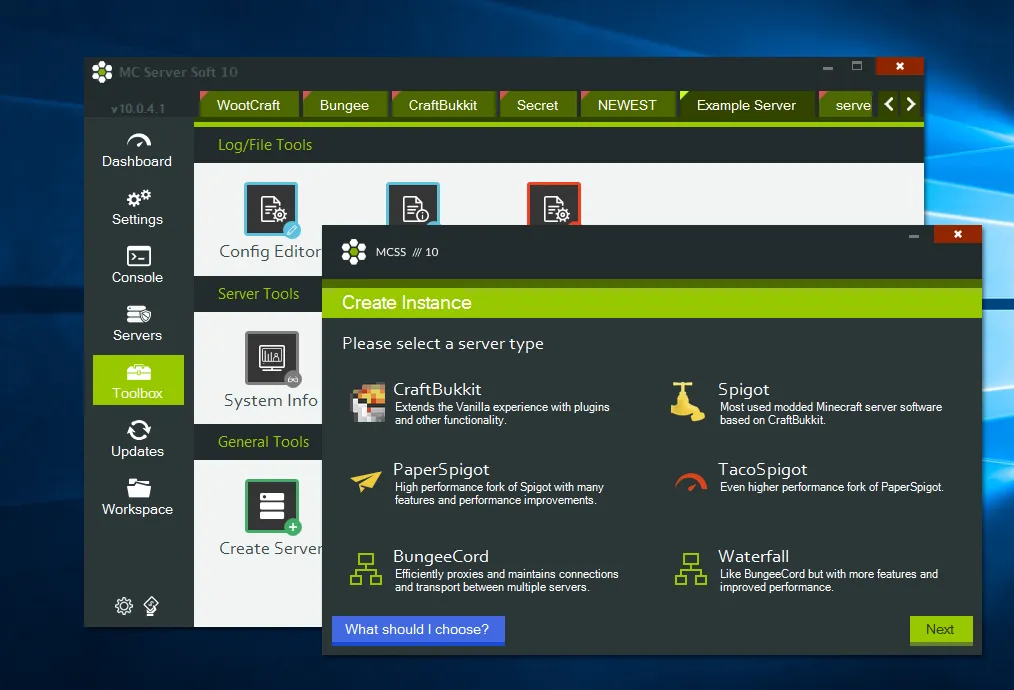 MC Server Soft 10
v10.0.4.1
WootCraft
Bungee
CraftBukkit
Secret
NEWEST
Example Server
serve
Dashboard
Settings
Console
Servers
Toolbox
Updates
Workspace
Log/File Tools
Config Editor
Server Tools
System Info
General Tools
Create Server
MCSS /// 10
Create Instance
Please select a server type
CraftBukkit
Extends the Vanilla experience with plugins
and other functionality.
Spigot
Most used modded Minecraft server software
based on CraftBukkit.
PaperSpigot
High performance fork of Spigot with many
features and performance improvements.
TacoSpigot
Even higher performance fork of PaperSpigot.
BungeeCord
Efficiently proxies and maintains connections
and transport between multiple servers.
Waterfall
Like BungeeCord but with more features and
improved performance.
What should I choose?
Next